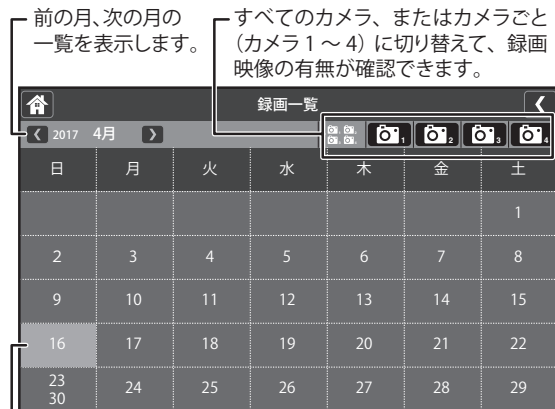 前の月、次の月の
一覧を表示します。
すべてのカメラ、またはカメラごと
（カメラ１～４）に切り替えて、録画
映像の有無が確認できます。
録画一覧
2017 4月
1 2 3 4
日 月 火 水 木 金 土
1
2 3 4 5 6 7 8
9 10 11 12 13 14 15
16 17 18 19 20 21 22
23 24 25 26 27 28 29
30